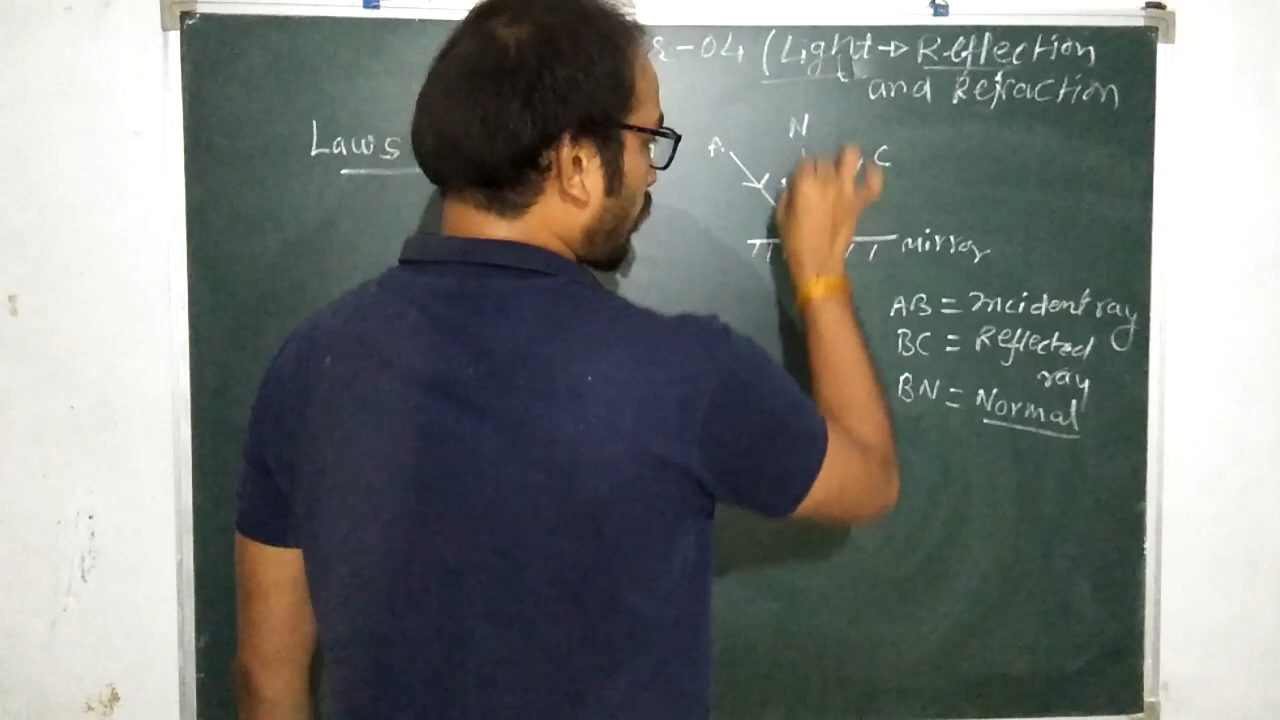 -04 (Light → Reflection
and Refraction
Laws
N
A
C
mirror
AB = Incident ray
BC = Reflected
ray
BN = Normal